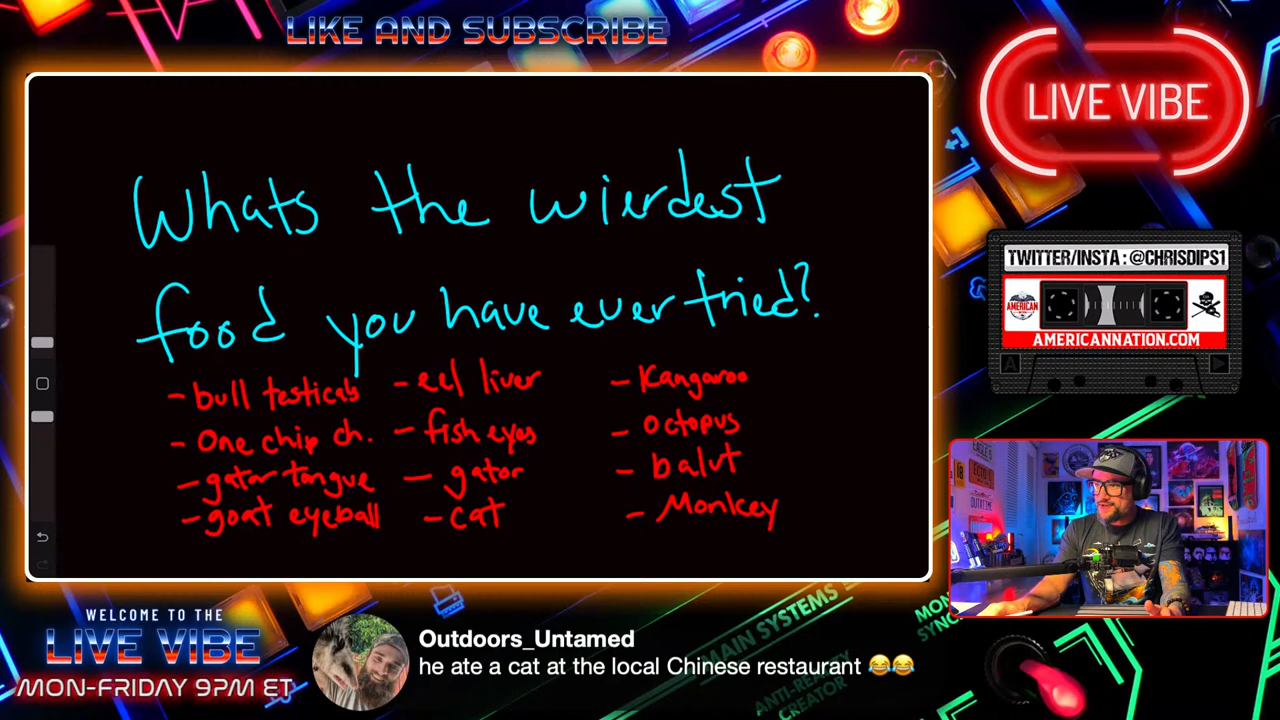 LIKE AND SUBSCRIBE
LIVE VIBE
Whats the wierdest
food you have ever tried?
- bull testicals - eel liver - Kangaroo
- One chip ch. - fish eyes - Octopus
- gator tongue - gator - balut
- goat eyeball - cat - Monkey
TWITTER/INSTA : @CHRISDIPS1
AMERICAN
AMERICANNATION.COM
A
WELCOME TO THE
LIVE VIBE
MON-FRIDAY 9PM ET
Outdoors_Untamed
he ate a cat at the local Chinese restaurant 😂😂
MAIN SYSTEMS